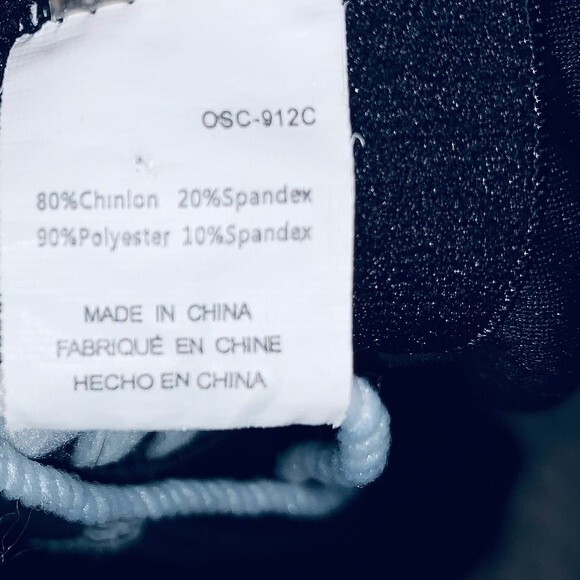 OSC-912C
80%Chinlon 20%Spandex
90%Polyester 10%Spandex
MADE IN CHINA
FABRIQUÉ EN CHINE
HECHO EN CHINA